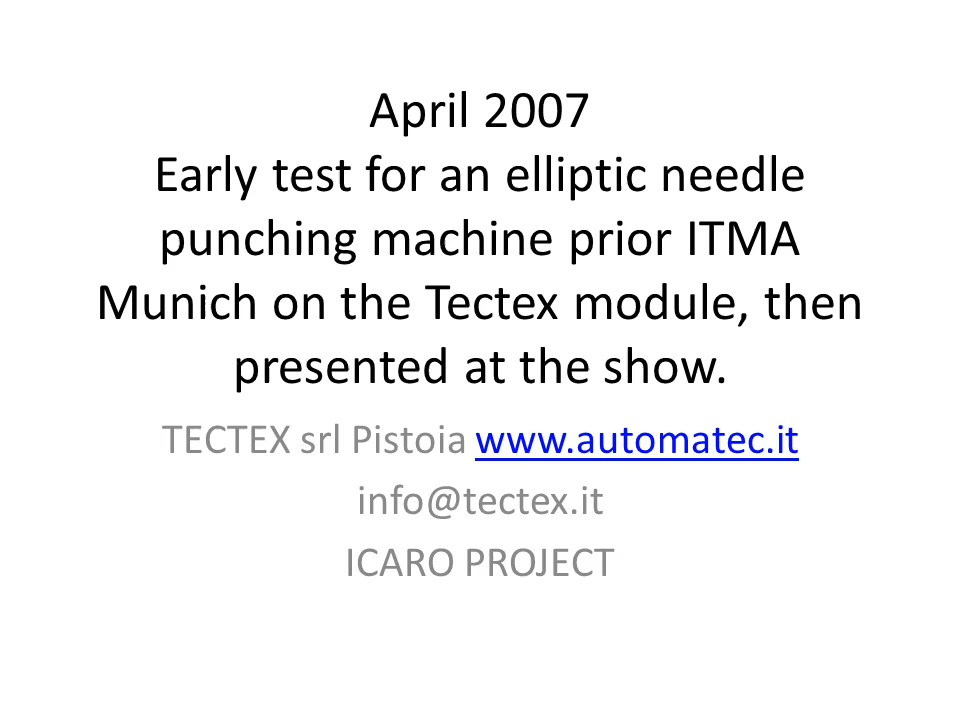 April 2007
Early test for an elliptic needle
punching machine prior ITMA
Munich on the Tectex module, then
presented at the show.
TECTEX srl Pistoia www.automatec.it
info@tectex.it
ICARO PROJECT